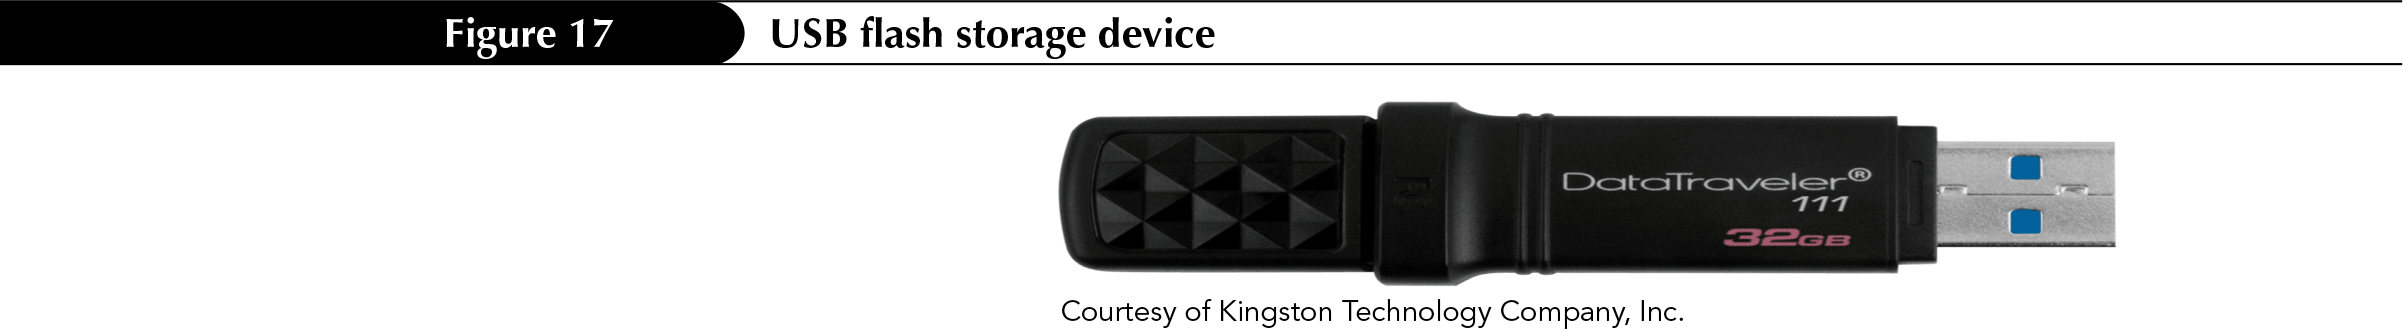 Figure 17 USB flash storage device
DataTraveler®
111
32GB
Courtesy of Kingston Technology Company, Inc.